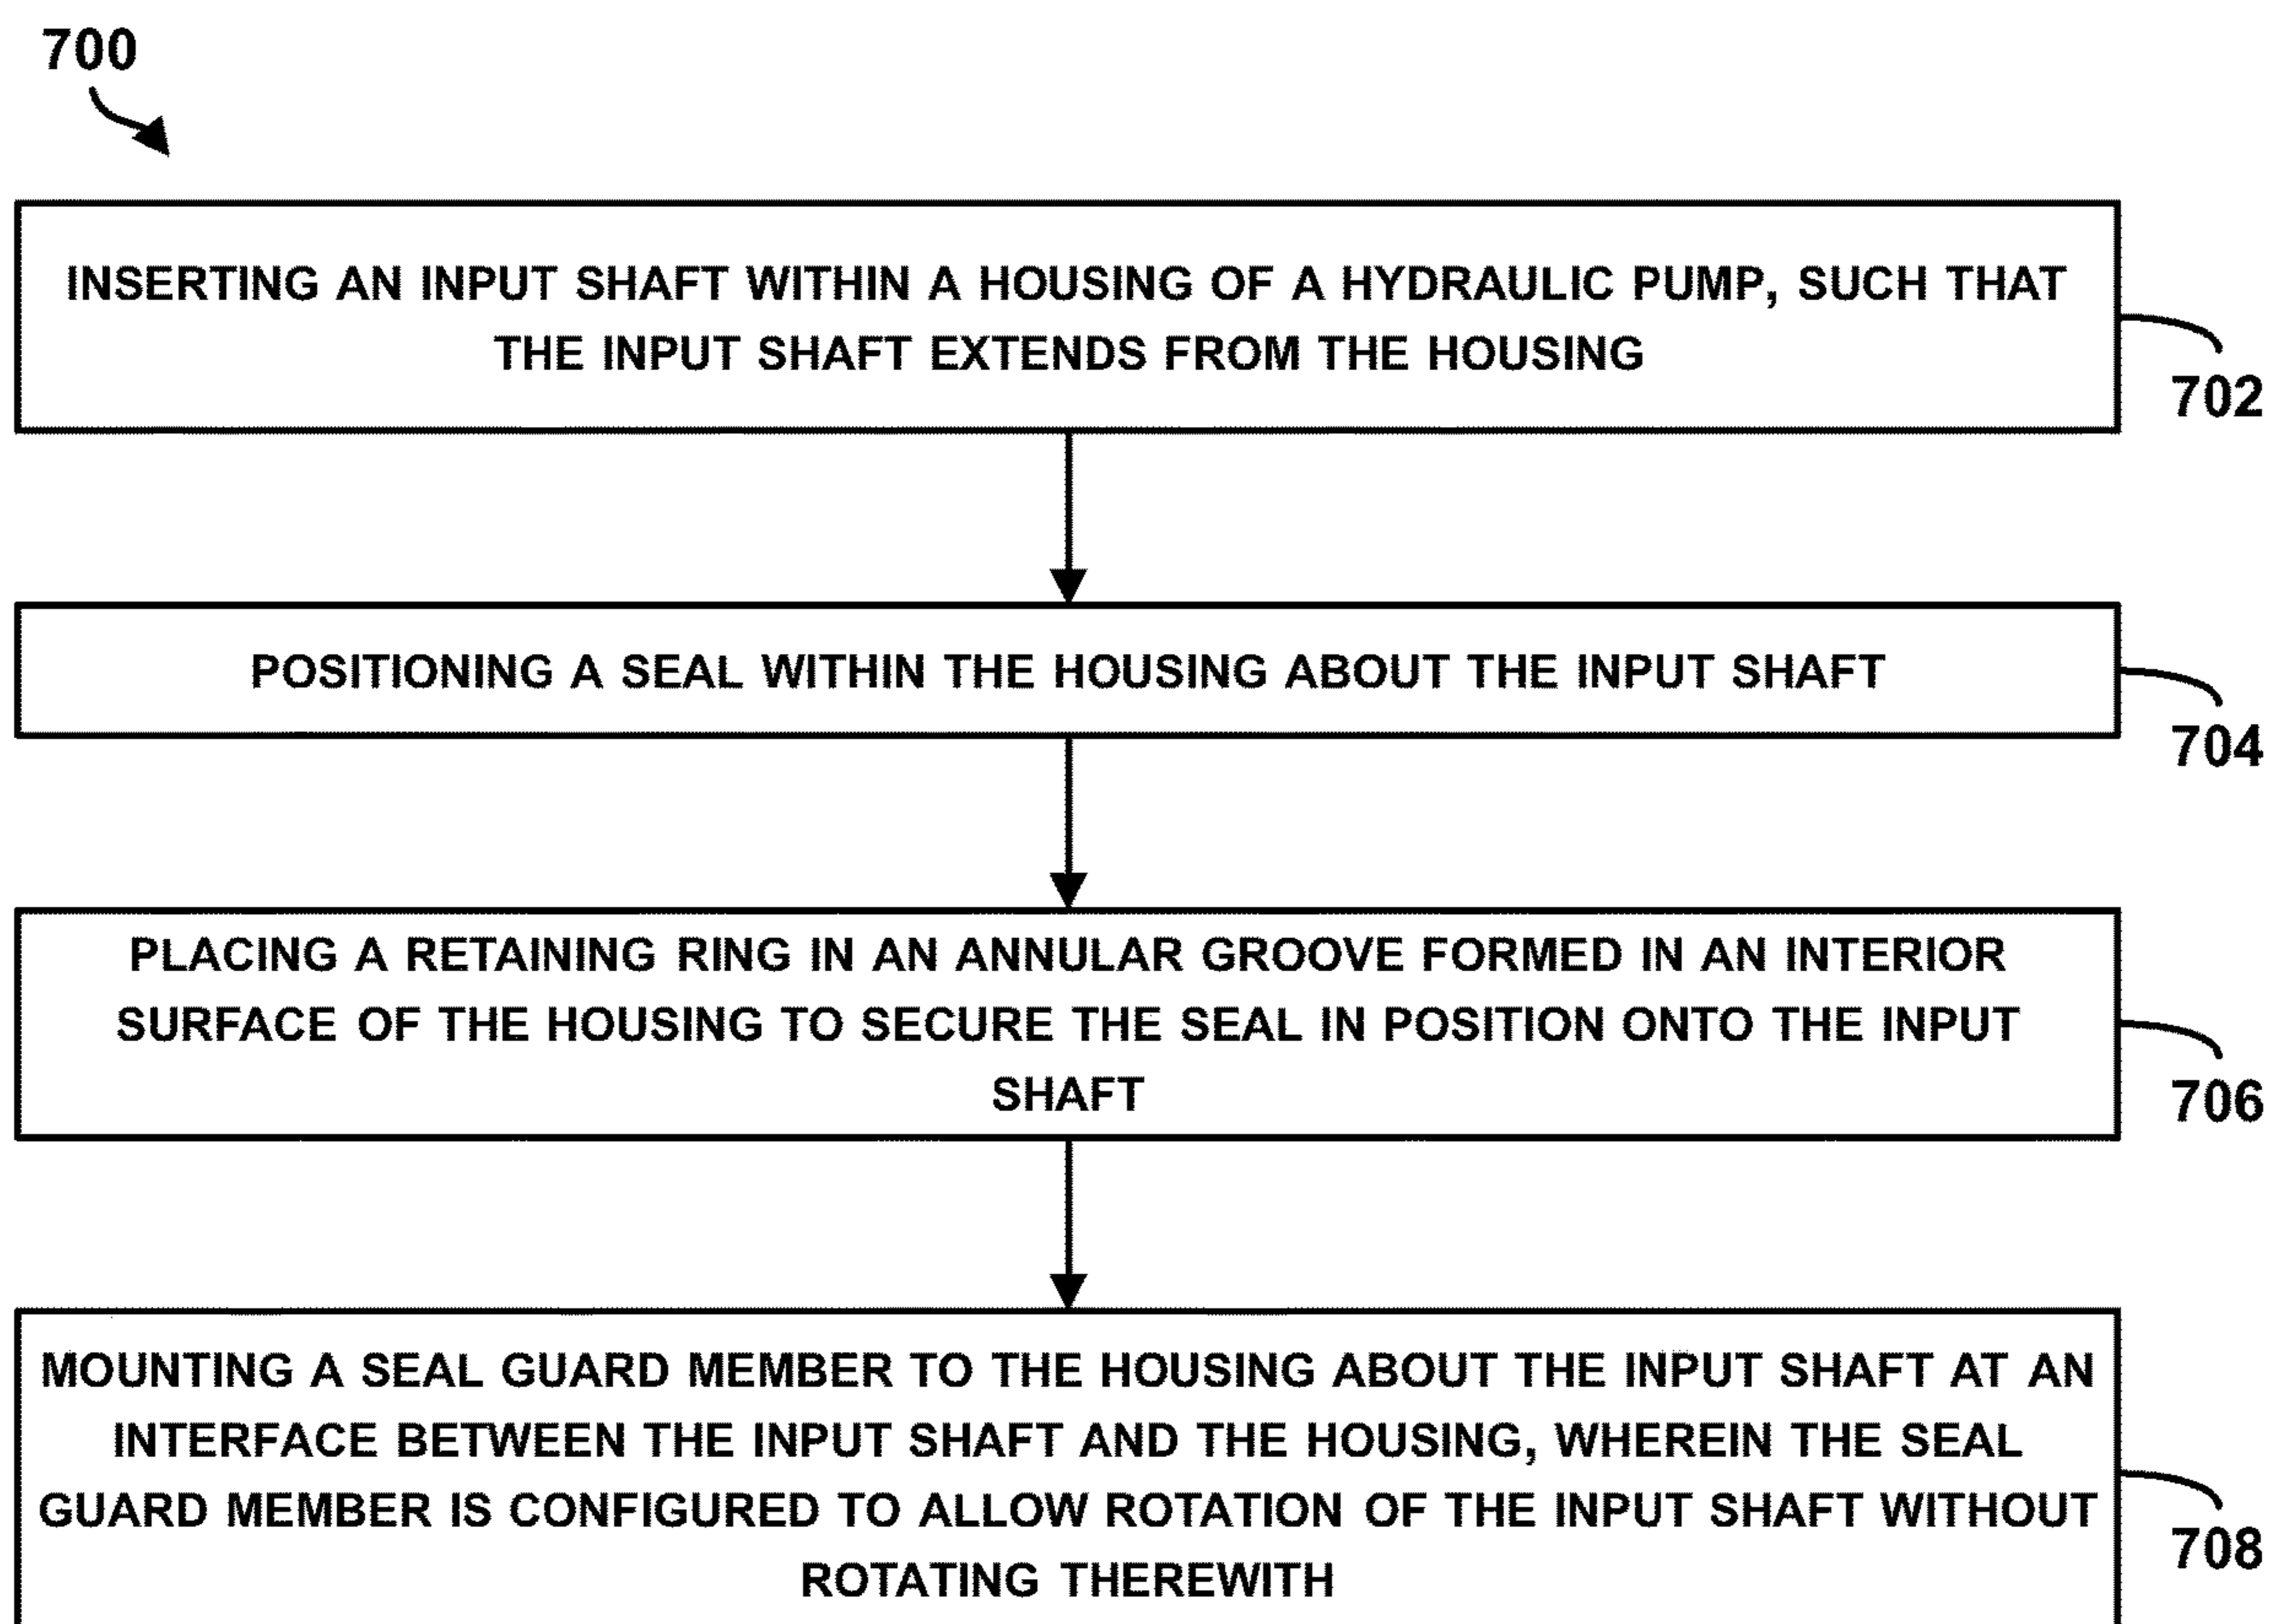 700
INSERTING AN INPUT SHAFT WITHIN A HOUSING OF A HYDRAULIC PUMP, SUCH THAT
THE INPUT SHAFT EXTENDS FROM THE HOUSING
702
POSITIONING A SEAL WITHIN THE HOUSING ABOUT THE INPUT SHAFT
704
PLACING A RETAINING RING IN AN ANNULAR GROOVE FORMED IN AN INTERIOR
SURFACE OF THE HOUSING TO SECURE THE SEAL IN POSITION ONTO THE INPUT
SHAFT
706
MOUNTING A SEAL GUARD MEMBER TO THE HOUSING ABOUT THE INPUT SHAFT AT AN
INTERFACE BETWEEN THE INPUT SHAFT AND THE HOUSING, WHEREIN THE SEAL
GUARD MEMBER IS CONFIGURED TO ALLOW ROTATION OF THE INPUT SHAFT WITHOUT
ROTATING THEREWITH
708